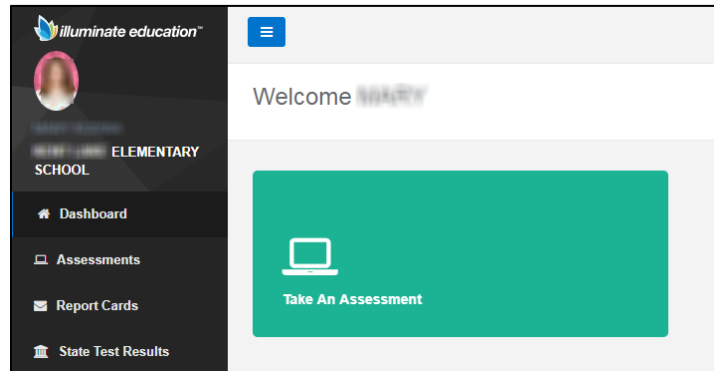 illuminate education™
Welcome
ELEMENTARY
SCHOOL
Dashboard
Assessments
Report Cards
State Test Results
Take An Assessment